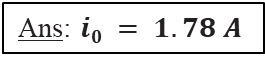 Ans: i₀ = 1.78 A